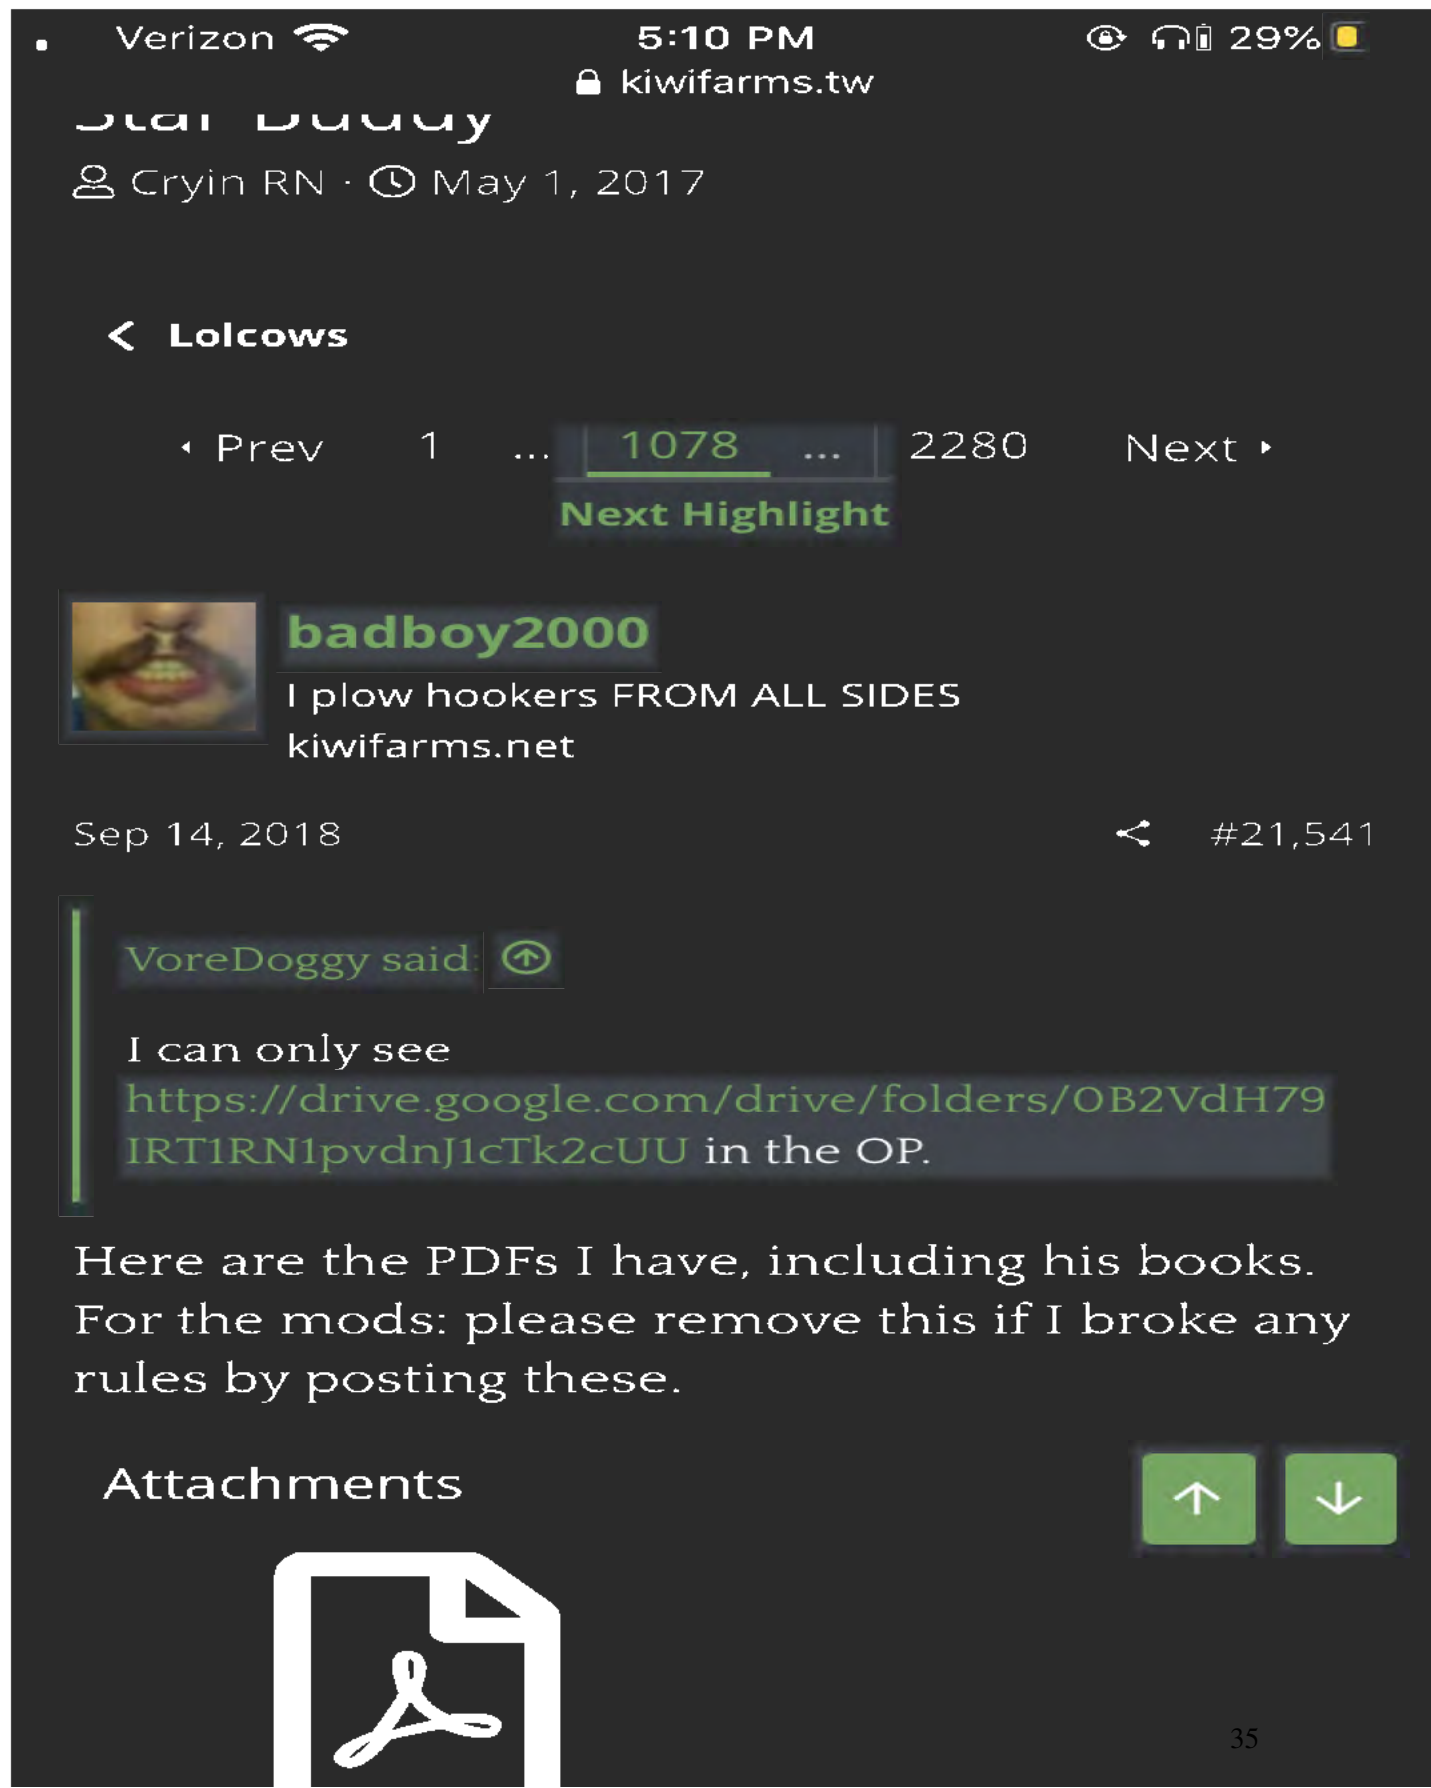 Verizon 5:10 PM 29%
kiwifarms.tw
Star Buddy
Cryin RN · May 1, 2017
Lolcows
Prev 1 ... 1078 ... 2280 Next
Next Highlight
badboy2000
I plow hookers FROM ALL SIDES
kiwifarms.net
Sep 14, 2018 #21,541
VoreDoggy said:
I can only see
https://drive.google.com/drive/folders/0B2VdH79
IRT1RN1pvdnJ1cTk2cUU in the OP.
Here are the PDFs I have, including his books.
For the mods: please remove this if I broke any
rules by posting these.
Attachments
35